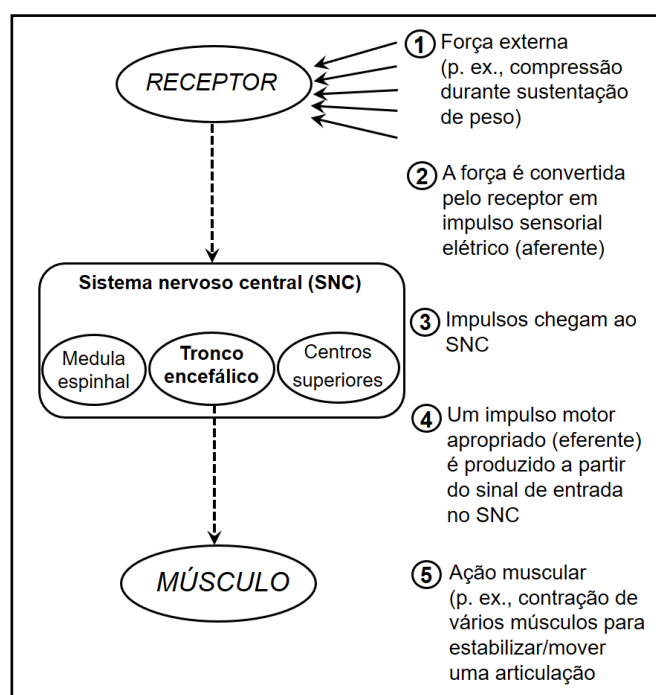 RECEPTOR
1 Força externa
(p. ex., compressão
durante sustentação
de peso)
2 A força é convertida
pelo receptor em
impulso sensorial
elétrico (aferente)
Sistema nervoso central (SNC)
Medula
espinhal
Tronco
encefálico
Centros
superiores
3 Impulsos chegam ao
SNC
4 Um impulso motor
apropriado (eferente)
é produzido a partir
do sinal de entrada
no SNC
MÚSCULO
5 Ação muscular
(p. ex., contração de
vários músculos para
estabilizar/mover
uma articulação